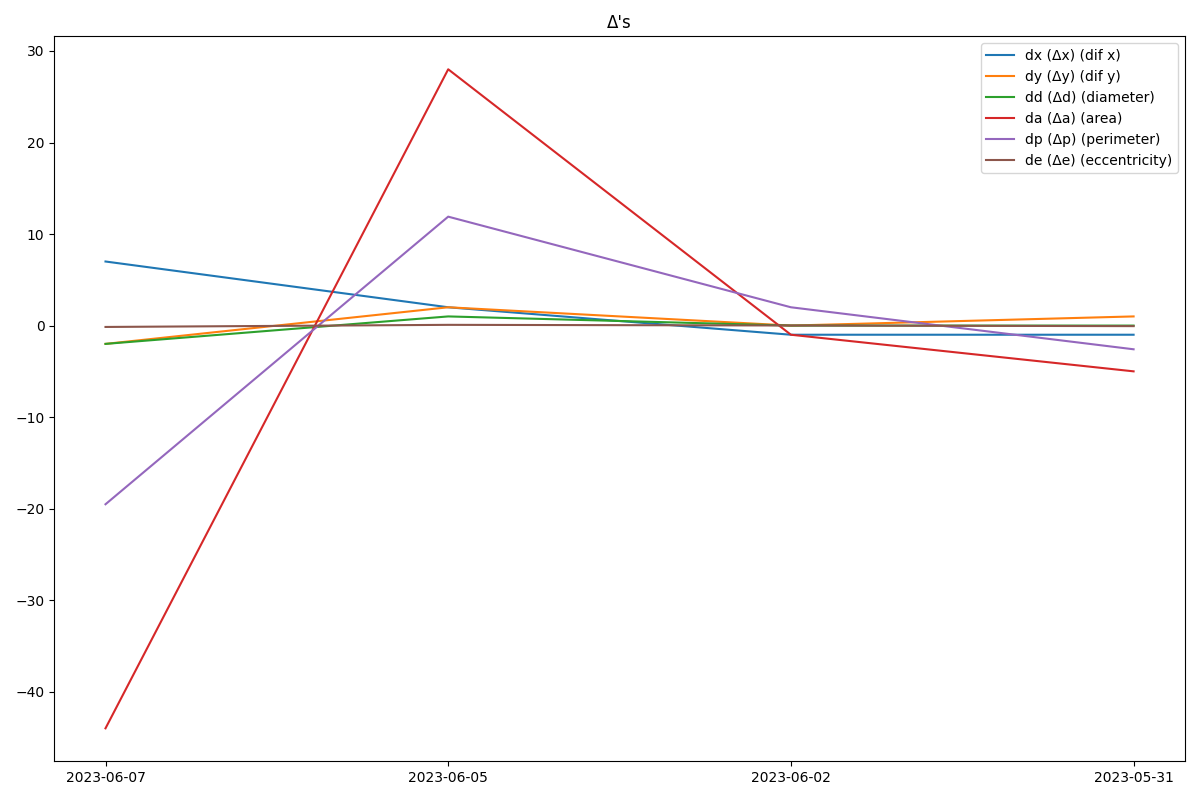 Δ's
dx (Δx) (dif x)
dy (Δy) (dif y)
dd (Δd) (diameter)
da (Δa) (area)
dp (Δp) (perimeter)
de (Δe) (eccentricity)
30
20
10
0
−10
−20
−30
−40
2023-06-07 2023-06-05 2023-06-02 2023-05-31